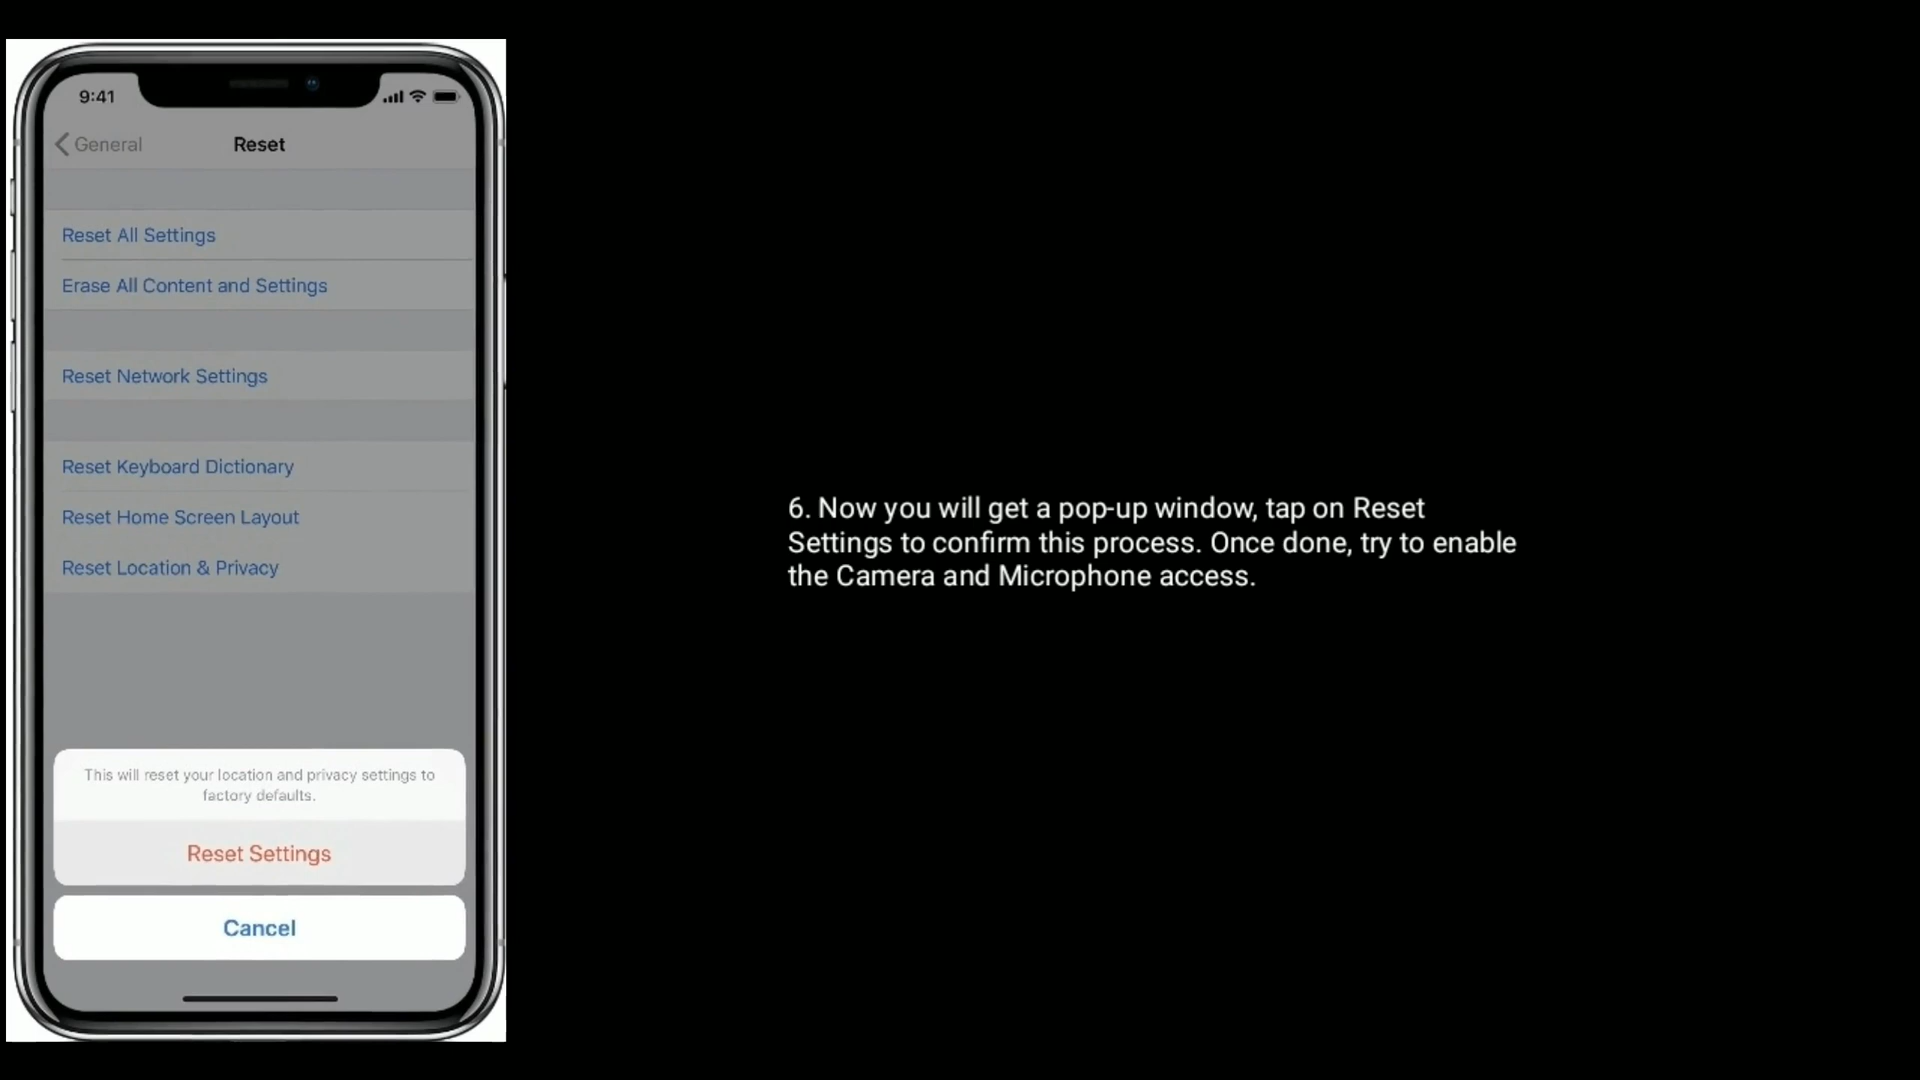 9:41
General
Reset
Reset All Settings
Erase All Content and Settings
Reset Network Settings
Reset Keyboard Dictionary
Reset Home Screen Layout
Reset Location & Privacy
This will reset your location and privacy settings to
factory defaults.
Reset Settings
Cancel
6. Now you will get a pop-up window, tap on Reset
Settings to confirm this process. Once done, try to enable
the Camera and Microphone access.